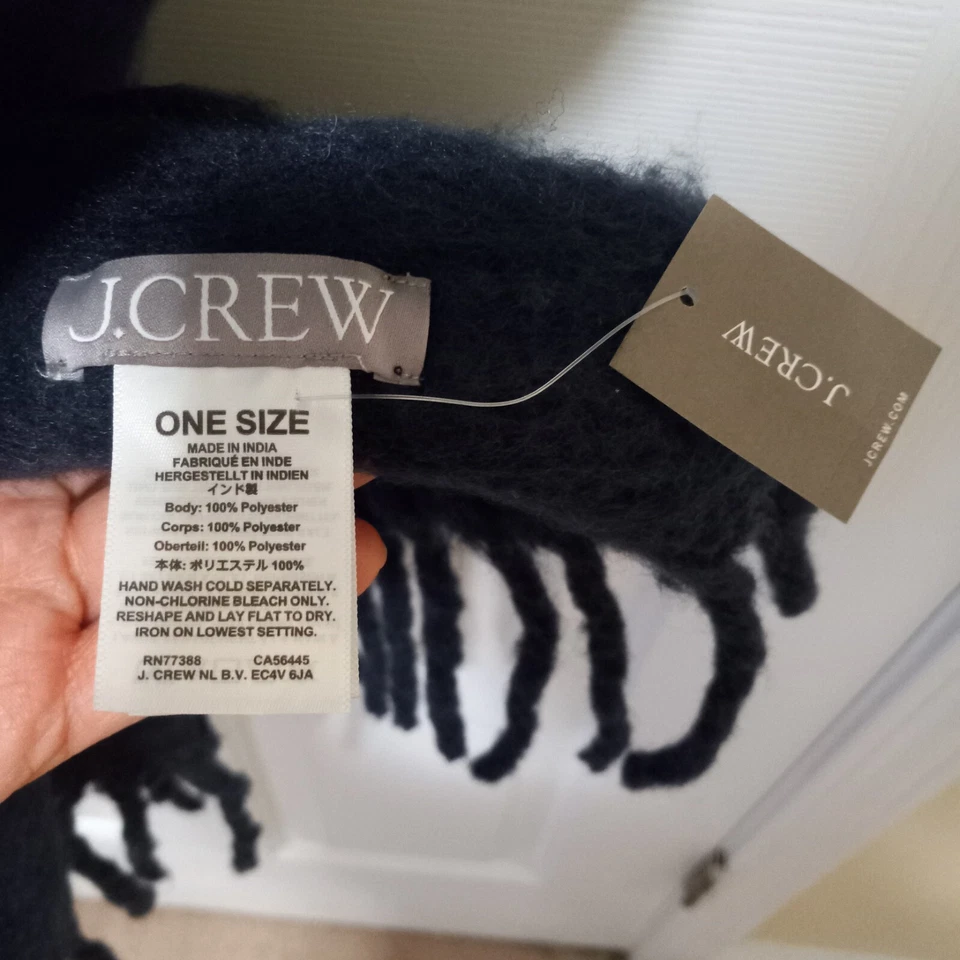 J.CREW
ONE SIZE
MADE IN INDIA
FABRIQUÉ EN INDE
HERGESTELLT IN INDIEN
インド製
Body: 100% Polyester
Corps: 100% Polyester
Oberteil: 100% Polyester
本体: ポリエステル 100%
HAND WASH COLD SEPARATELY.
NON-CHLORINE BLEACH ONLY.
RESHAPE AND LAY FLAT TO DRY.
IRON ON LOWEST SETTING.
RN77388 CA56445
J. CREW NL B.V. EC4V 6JA
J.CREW
JCREW.COM